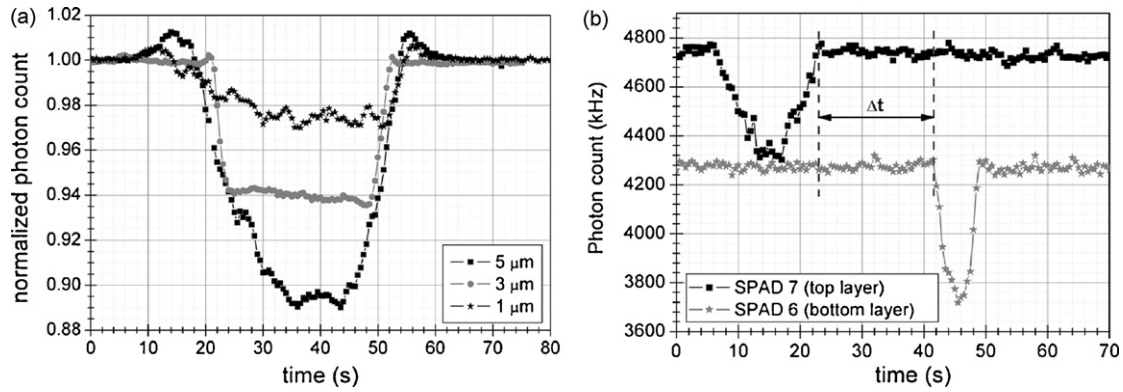 (a)
1.02
1.00
0.98
0.96
0.94
0.92
0.90
0.88
normalized photon count
5 μm
3 μm
1 μm
0 10 20 30 40 50 60 70 80
time (s)
(b)
4800
4600
4400
4200
4000
3800
3600
Photon count (kHz)
Δt
SPAD 7 (top layer)
SPAD 6 (bottom layer)
0 10 20 30 40 50 60 70
time (s)